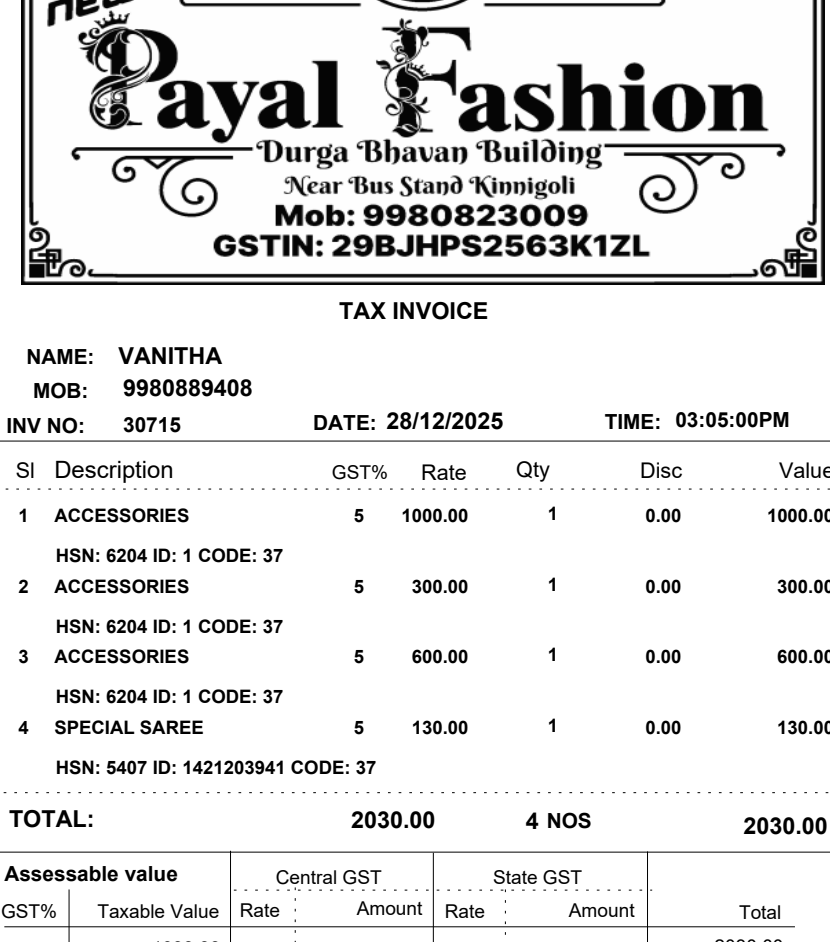 new
Payal Fashion
Durga Bhavan Building
Near Bus Stand Kinnigoli
Mob: 9980823009
GSTIN: 29BJHPS2563K1ZL
TAX INVOICE
NAME: VANITHA
MOB: 9980889408
INV NO: 30715 DATE: 28/12/2025 TIME: 03:05:00PM
Sl Description GST% Rate Qty Disc Value
1 ACCESSORIES 5 1000.00 1 0.00 1000.00
HSN: 6204 ID: 1 CODE: 37
2 ACCESSORIES 5 300.00 1 0.00 300.00
HSN: 6204 ID: 1 CODE: 37
3 ACCESSORIES 5 600.00 1 0.00 600.00
HSN: 6204 ID: 1 CODE: 37
4 SPECIAL SAREE 5 130.00 1 0.00 130.00
HSN: 5407 ID: 1421203941 CODE: 37
TOTAL: 2030.00 4 NOS 2030.00
Assessable value Central GST State GST
GST% Taxable Value Rate Amount Rate Amount Total